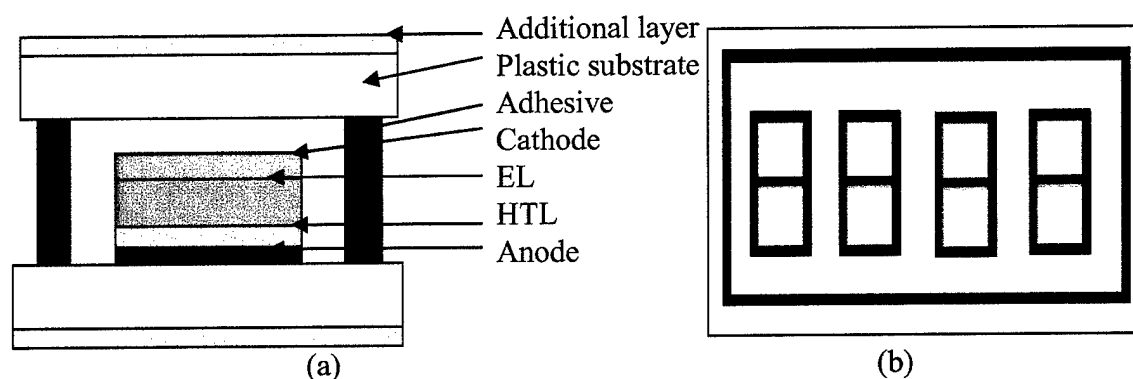 Additional layer
Plastic substrate
Adhesive
Cathode
EL
HTL
Anode
(a)
(b)